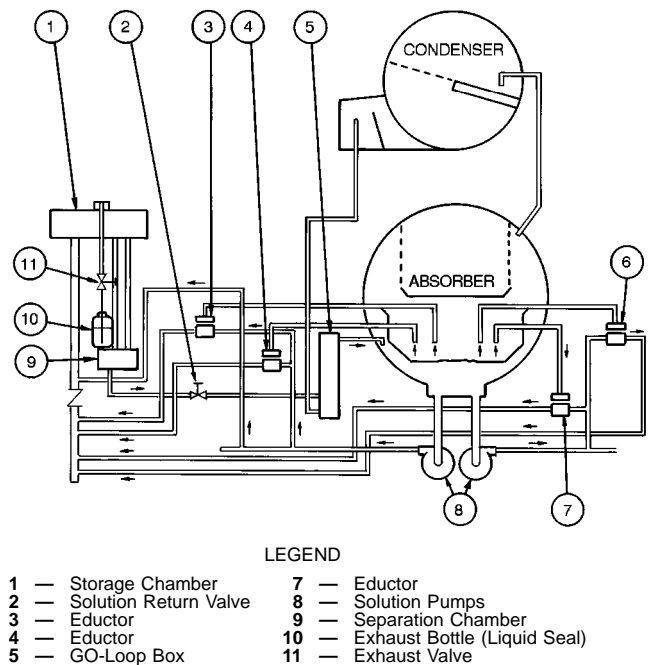 1
2
3
4
5
CONDENSER
ABSORBER
6
11
10
9
8
7
LEGEND
1 — Storage Chamber
2 — Solution Return Valve
3 — Eductor
4 — Eductor
5 — GO-Loop Box
7 — Eductor
8 — Solution Pumps
9 — Separation Chamber
10 — Exhaust Bottle (Liquid Seal)
11 — Exhaust Valve